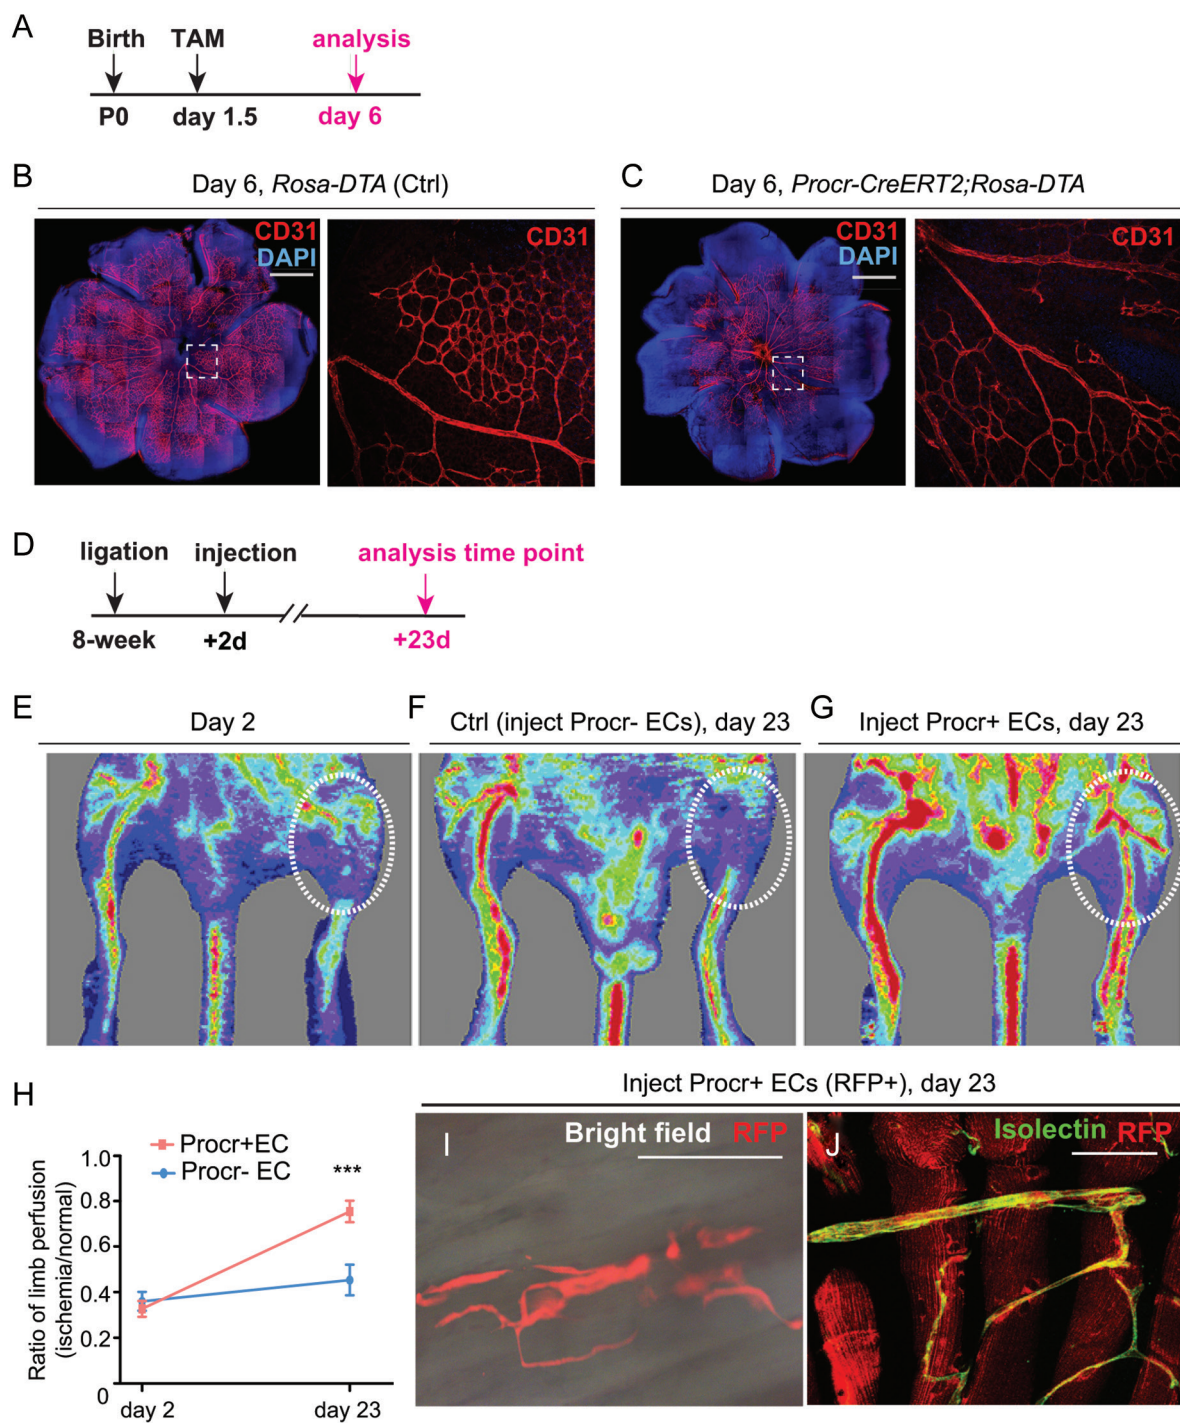 A
Birth TAM analysis
P0 day 1.5 day 6
B Day 6, Rosa-DTA (Ctrl)
CD31
DAPI
CD31
C Day 6, Procr-CreERT2;Rosa-DTA
CD31
DAPI
CD31
D
ligation injection analysis time point
8-week +2d +23d
E Day 2
F Ctrl (inject Procr- ECs), day 23
G Inject Procr+ ECs, day 23
H
Procr+EC
Procr- EC
***
1.0
0.8
0.6
0.4
0.2
0
Ratio of limb perfusion
(ischemia/normal)
day 2 day 23
Inject Procr+ ECs (RFP+), day 23
I Bright field RFP
J Isolectin RFP